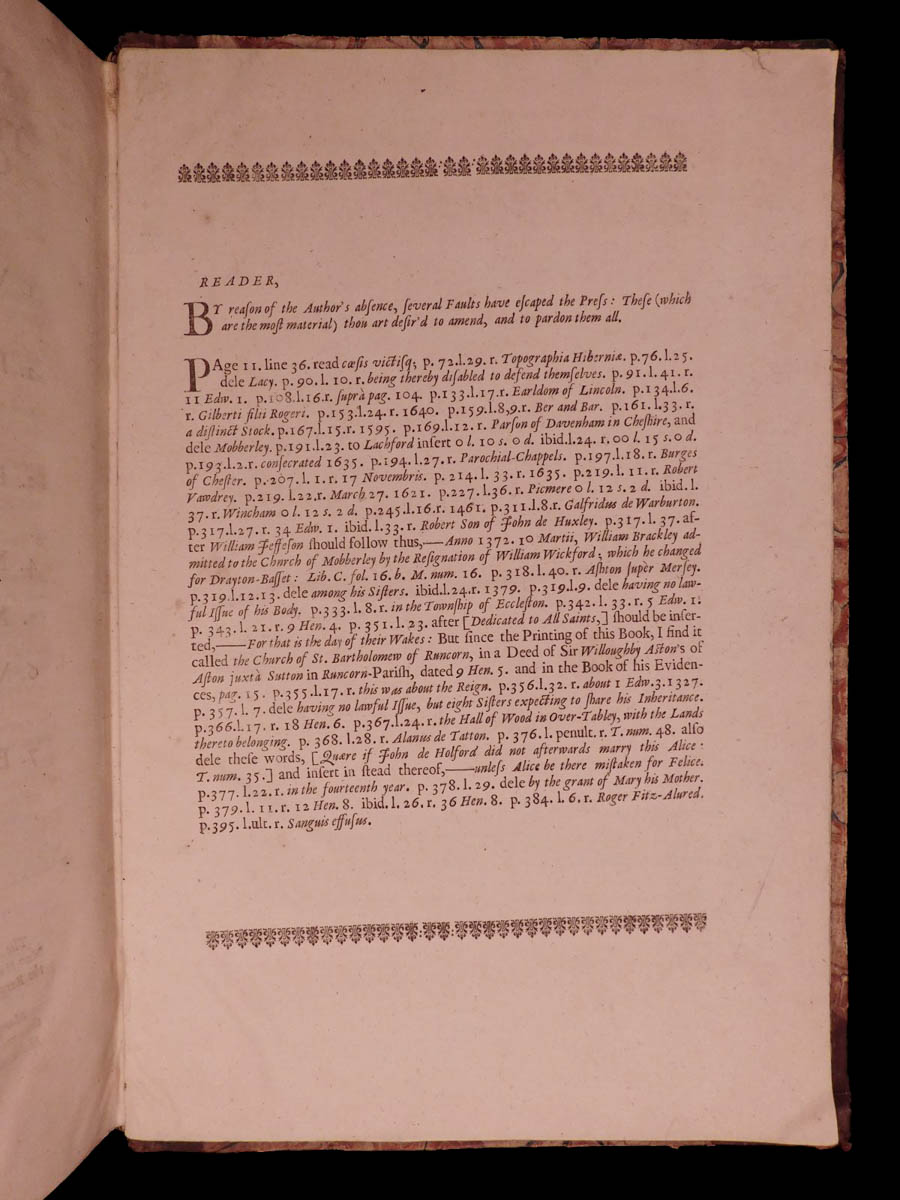 READER,
BY reaſon of the Author's abſence, ſeveral Faults have eſcaped the Preſs: Theſe (which
are the moſt material) thou art deſir'd to amend, and to pardon them all.
PAge 11. line 36. read cæſis victiſq; p. 72.l.29. r. Topographia Hiberniæ. p.76.l.25.
dele Lacy. p. 90. l. 10. r. being thereby diſabled to defend themſelves. p. 91.l.41. r.
11 Edw. 1. p.108.l.16.r. ſuprà pag. 104. p.133.l.17.r. Earldom of Lincoln. p.134.l.6.
r. Gilberti filii Rogeri. p.153.l.24. r. 1640. p.159.l.8,9.r. Ber and Bar. p. 161. l.33. r.
a diſtinct Stock. p.167.l.15.r. 1595. p.169.l.12. r. Parſon of Davenham in Cheſhire, and
dele Mobberley. p.191.l.23. to Lachford inſert 0 l. 10 s. 0 d. ibid.l.24. r. 00 l. 15 s. 0 d.
p.193.l.2.r. conſecrated 1635. p.194. l.27. r. Parochial-Chappels. p.197.l.18. r. Burges
of Cheſter. p.207.l. 1. r. 17 Novembris. p. 214. l. 33. r. 1635. p.219. l. 11. r. Robert
Vawdrey. p.219. l.22.r. March 27. 1621. p.227.l.36. r. Picmere 0 l. 12 s. 2 d. ibid. l.
37. r. Wincham 0 l. 12 s. 2 d. p.245.l.16.r. 1461. p.311.l.8.r. Galfridus de Warburton.
p.317.l.27. r. 34 Edw. 1. ibid. l.33. r. Robert Son of John de Huxley. p.317. l. 37. af-
ter William Jeffeſon ſhould follow thus,—Anno 1372. 10 Martii, William Brackley ad-
mitted to the Church of Mobberley by the Reſignation of William Wickford, which he changed
for Drayton-Baſſet: Lib. C. fol. 16. b. M. num. 16. p. 318. l. 40. r. Aſhton ſuper Merſey.
p.319.l.12.13. dele among his Siſters. ibid.l.24. r. 1379. p.319.l.9. dele having no law-
ful Iſſue of his Body. p.333. l. 8. r. in the Townſhip of Eccleſton. p.342. l. 33. r. 5 Edw. 1.
p. 343. l. 21. r. 9 Hen. 4. p. 351. l. 23. after [Dedicated to All Saints,] ſhould be inſer-
ted,—For that is the day of their Wakes: But ſince the Printing of this Book, I find it
called the Church of St. Bartholomew of Runcorn, in a Deed of Sir Willoughby Aſton's of
Aſton juxtà Sutton in Runcorn-Pariſh, dated 9 Hen. 5. and in the Book of his Eviden-
ces, pag. 15. p.355.l.17. r. this was about the Reign. p.356.l.32. r. about 1 Edw.3.1327.
p. 357. l. 7. dele having no lawful Iſſue, but eight Siſters expecting to ſhare his Inheritance.
p.366.l.17. r. 18 Hen. 6. p.367.l.24. r. the Hall of Wood in Over-Tabley, with the Lands
thereto belonging. p. 368. l.28. r. Alanus de Tatton. p. 376.l. penult. r. T. num. 48. alſo
dele theſe words, [Quære if John de Holford did not afterwards marry this Alice:
T. num. 35.] and inſert in ſtead thereof,—unleſs Alice be there miſtaken for Felice.
p.377. l.22. r. in the fourteenth year. p. 378. l. 29. dele by the grant of Mary his Mother.
p. 379. l. 11. r. 12 Hen. 8. ibid. l. 26. r. 36 Hen. 8. p. 384. l. 6. r. Roger Fitz-Alured.
p.395. l.ult. r. Sanguis effuſus.